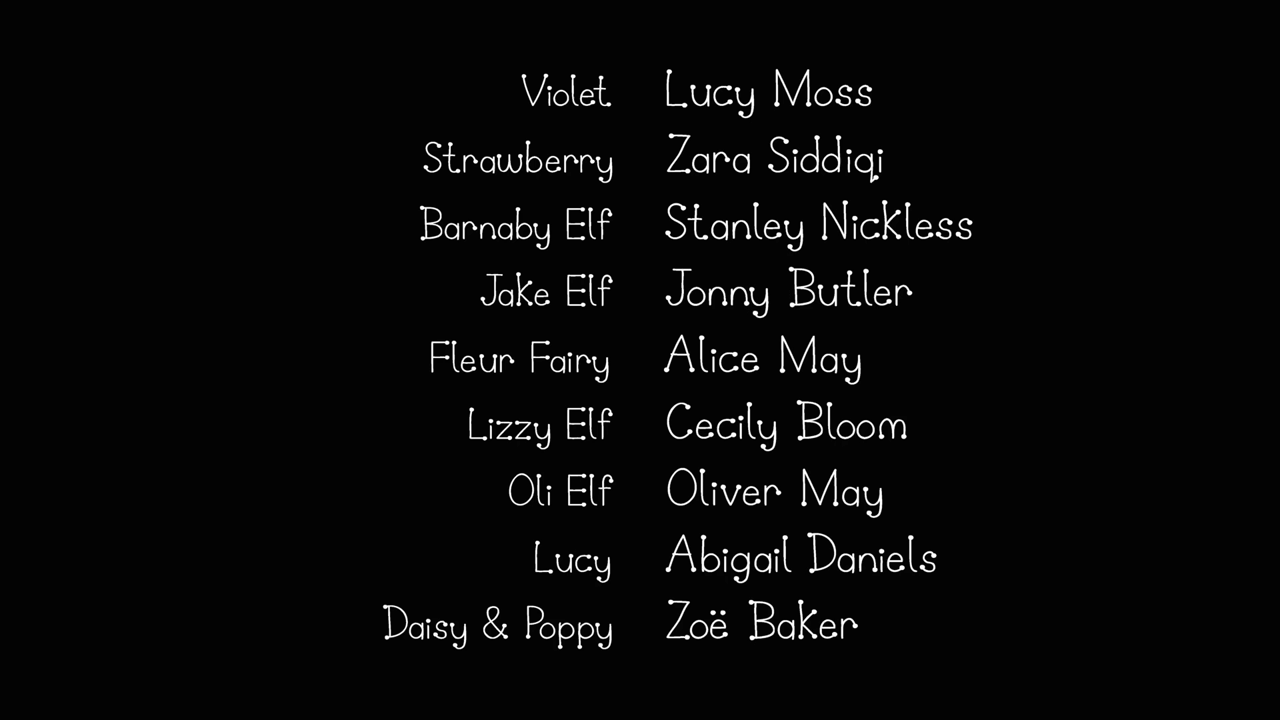 Violet Lucy Moss
Strawberry Zara Siddiqi
Barnaby Elf Stanley Nickless
Jake Elf Jonny Butler
Fleur Fairy Alice May
Lizzy Elf Cecily Bloom
Oli Elf Oliver May
Lucy Abigail Daniels
Daisy & Poppy Zoë Baker